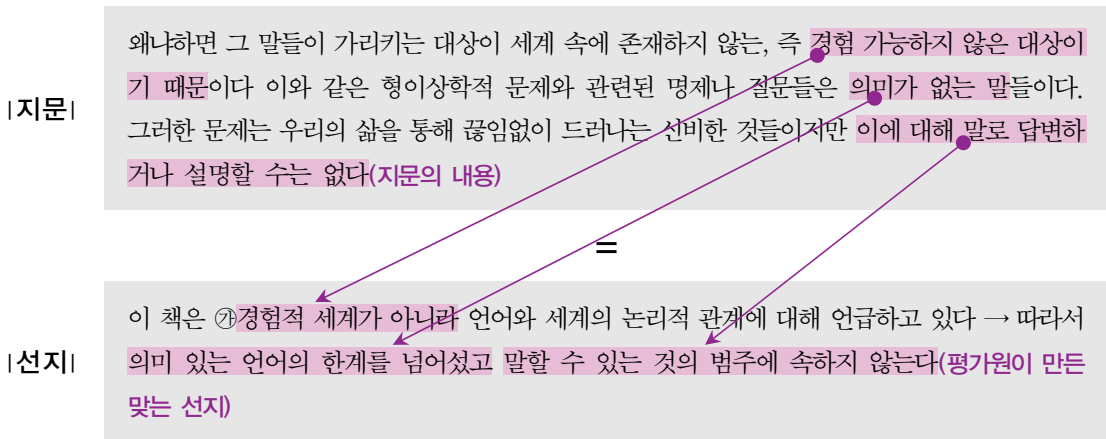 왜냐하면 그 말들이 가리키는 대상이 세계 속에 존재하지 않는, 즉 경험 가능하지 않은 대상이
기 때문이다 이와 같은 형이상학적 문제와 관련된 명제나 질문들은 의미가 없는 말들이다.
|지문|
그러한 문제는 우리의 삶을 통해 끊임없이 드러나는 신비한 것들이지만 이에 대해 말로 답변하
거나 설명할 수는 없다(지문의 내용)
=
이 책은 ㉮경험적 세계가 아니라 언어와 세계의 논리적 관계에 대해 언급하고 있다 → 따라서
|선지|
의미 있는 언어의 한계를 넘어섰고 말할 수 있는 것의 범주에 속하지 않는다(평가원이 만든
맞는 선지)